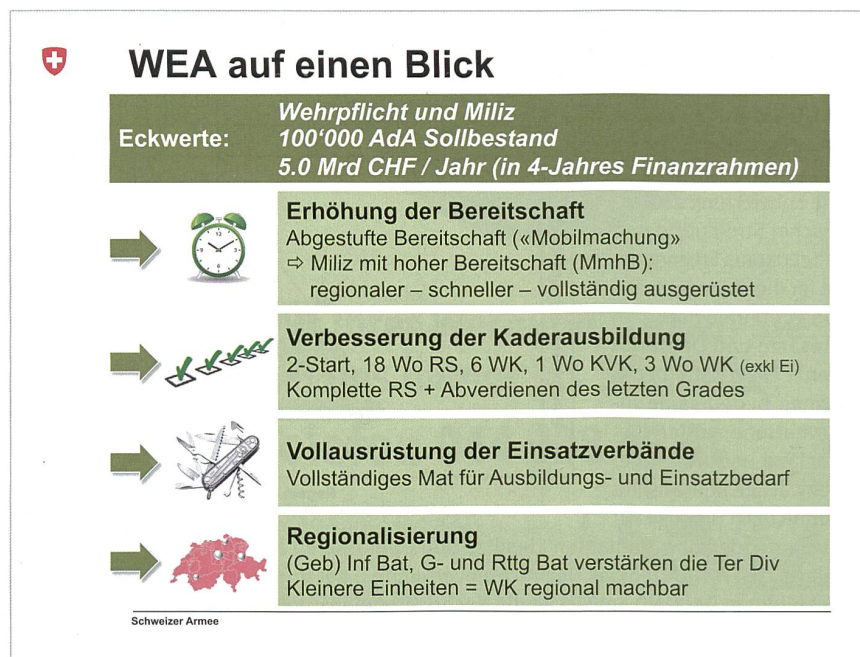 WEA auf einen Blick
Eckwerte:
Wehrpflicht und Miliz
100‘000 AdA Sollbestand
5.0 Mrd CHF / Jahr (in 4-Jahres Finanzrahmen)
Erhöhung der Bereitschaft
Abgestufte Bereitschaft («Mobilmachung»
⇨ Miliz mit hoher Bereitschaft (MmhB):
regionaler – schneller – vollständig ausgerüstet
Verbesserung der Kaderausbildung
2-Start, 18 Wo RS, 6 WK, 1 Wo KVK, 3 Wo WK (exkl Ei)
Komplette RS + Abverdienen des letzten Grades
Vollausrüstung der Einsatzverbände
Vollständiges Mat für Ausbildungs- und Einsatzbedarf
Regionalisierung
(Geb) Inf Bat, G- und Rttg Bat verstärken die Ter Div
Kleinere Einheiten = WK regional machbar
Schweizer Armee